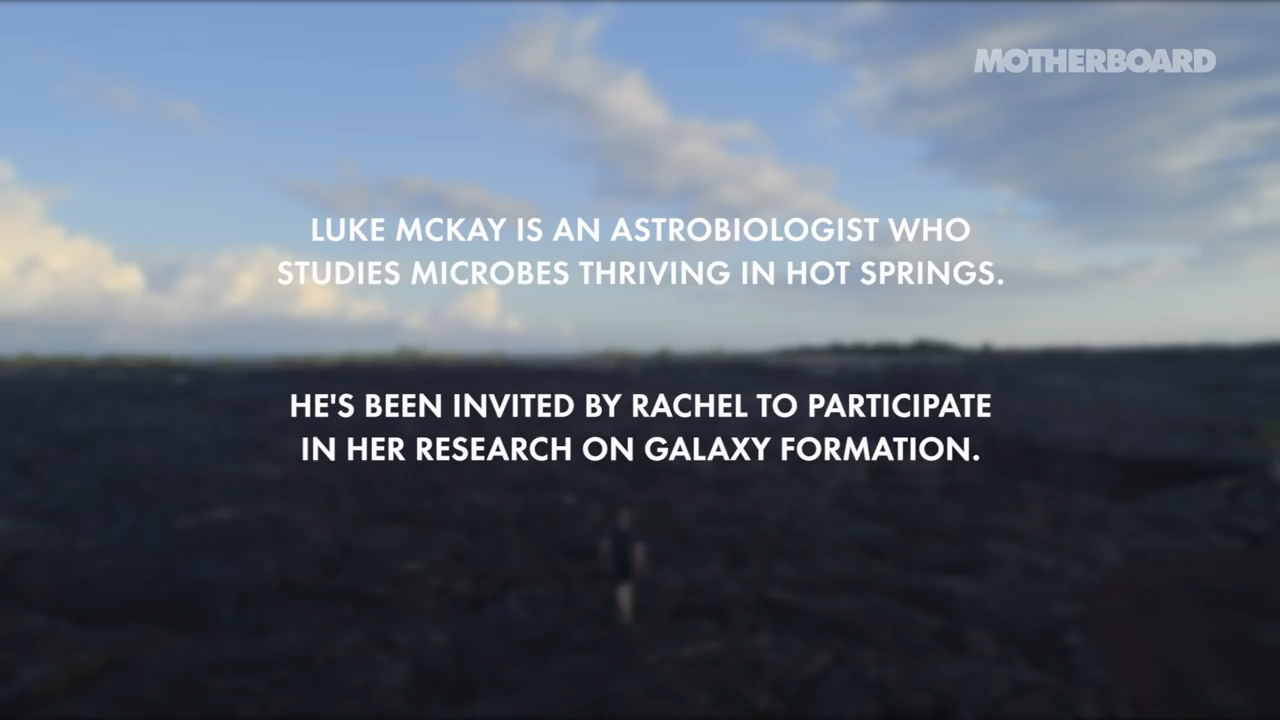 MOTHERBOARD
LUKE MCKAY IS AN ASTROBIOLOGIST WHO
STUDIES MICROBES THRIVING IN HOT SPRINGS.
HE'S BEEN INVITED BY RACHEL TO PARTICIPATE
IN HER RESEARCH ON GALAXY FORMATION.